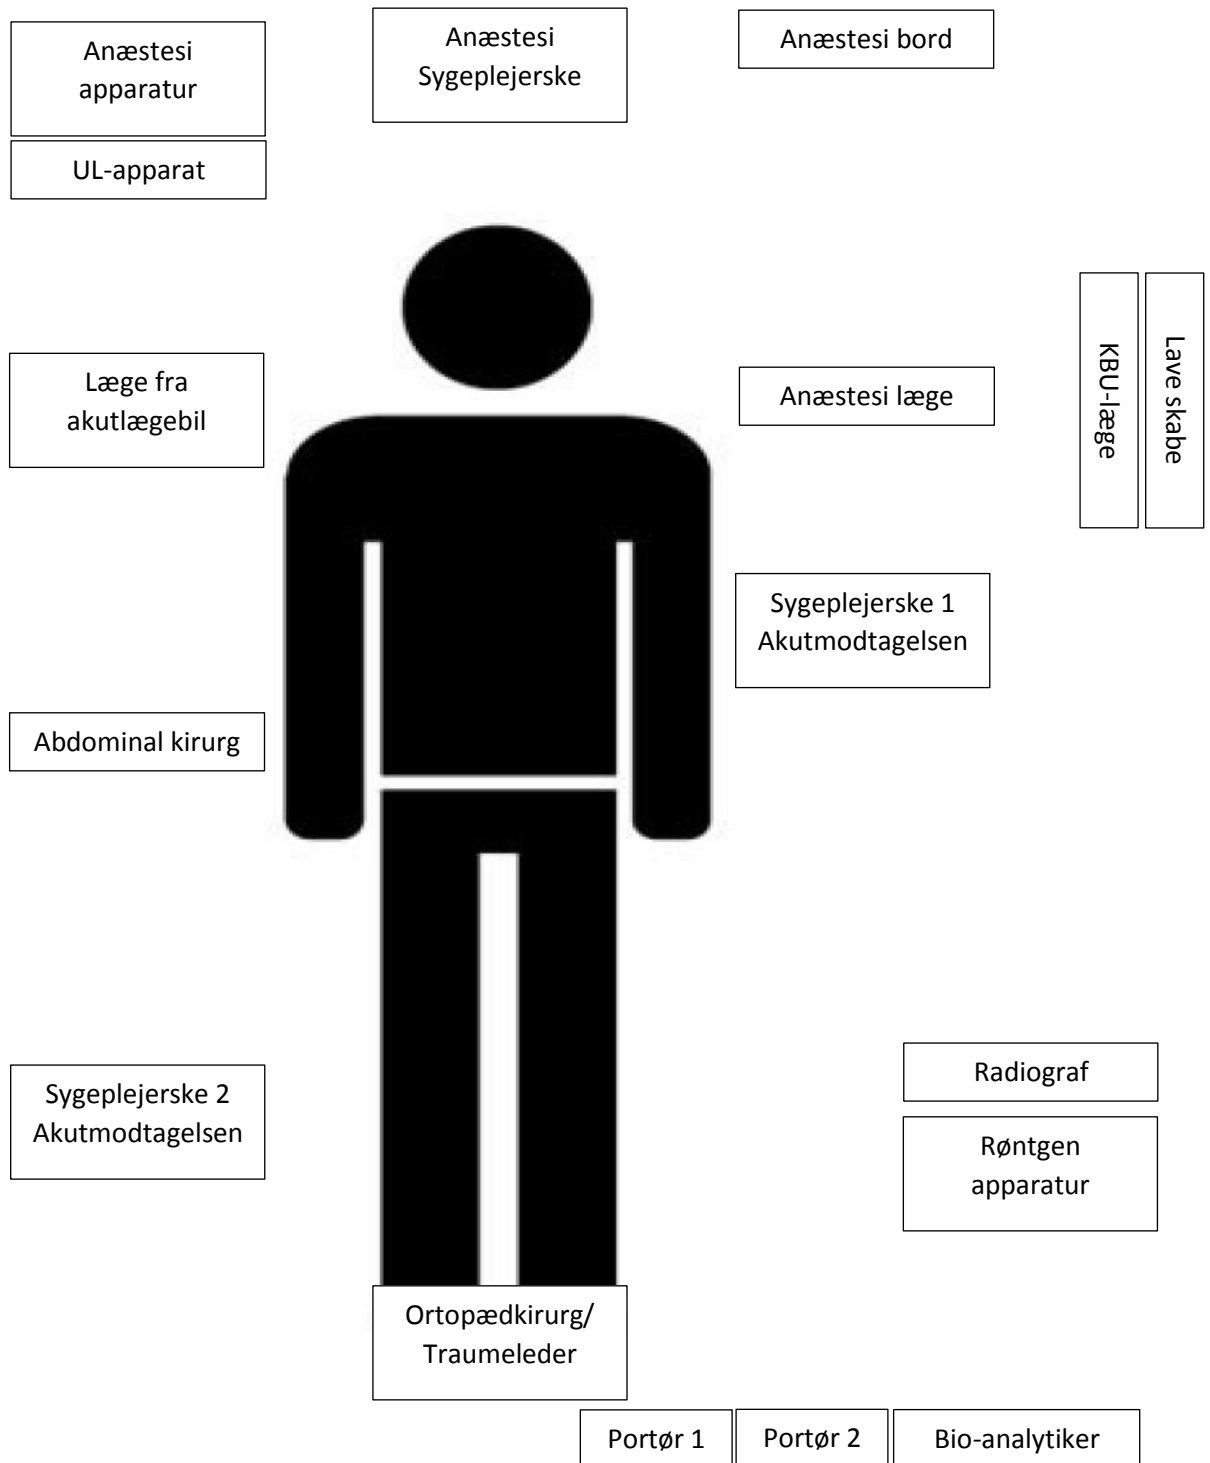 Anæstesi
apparatur
Anæstesi
Sygeplejerske
Anæstesi bord
UL-apparat
Læge fra
akutlægebil
Anæstesi læge
KBU-læge
Lave skabe
Sygeplejerske 1
Akutmodtagelsen
Abdominal kirurg
Sygeplejerske 2
Akutmodtagelsen
Radiograf
Røntgen
apparatur
Ortopædkirurg/
Traumeleder
Portør 1
Portør 2
Bio-analytiker